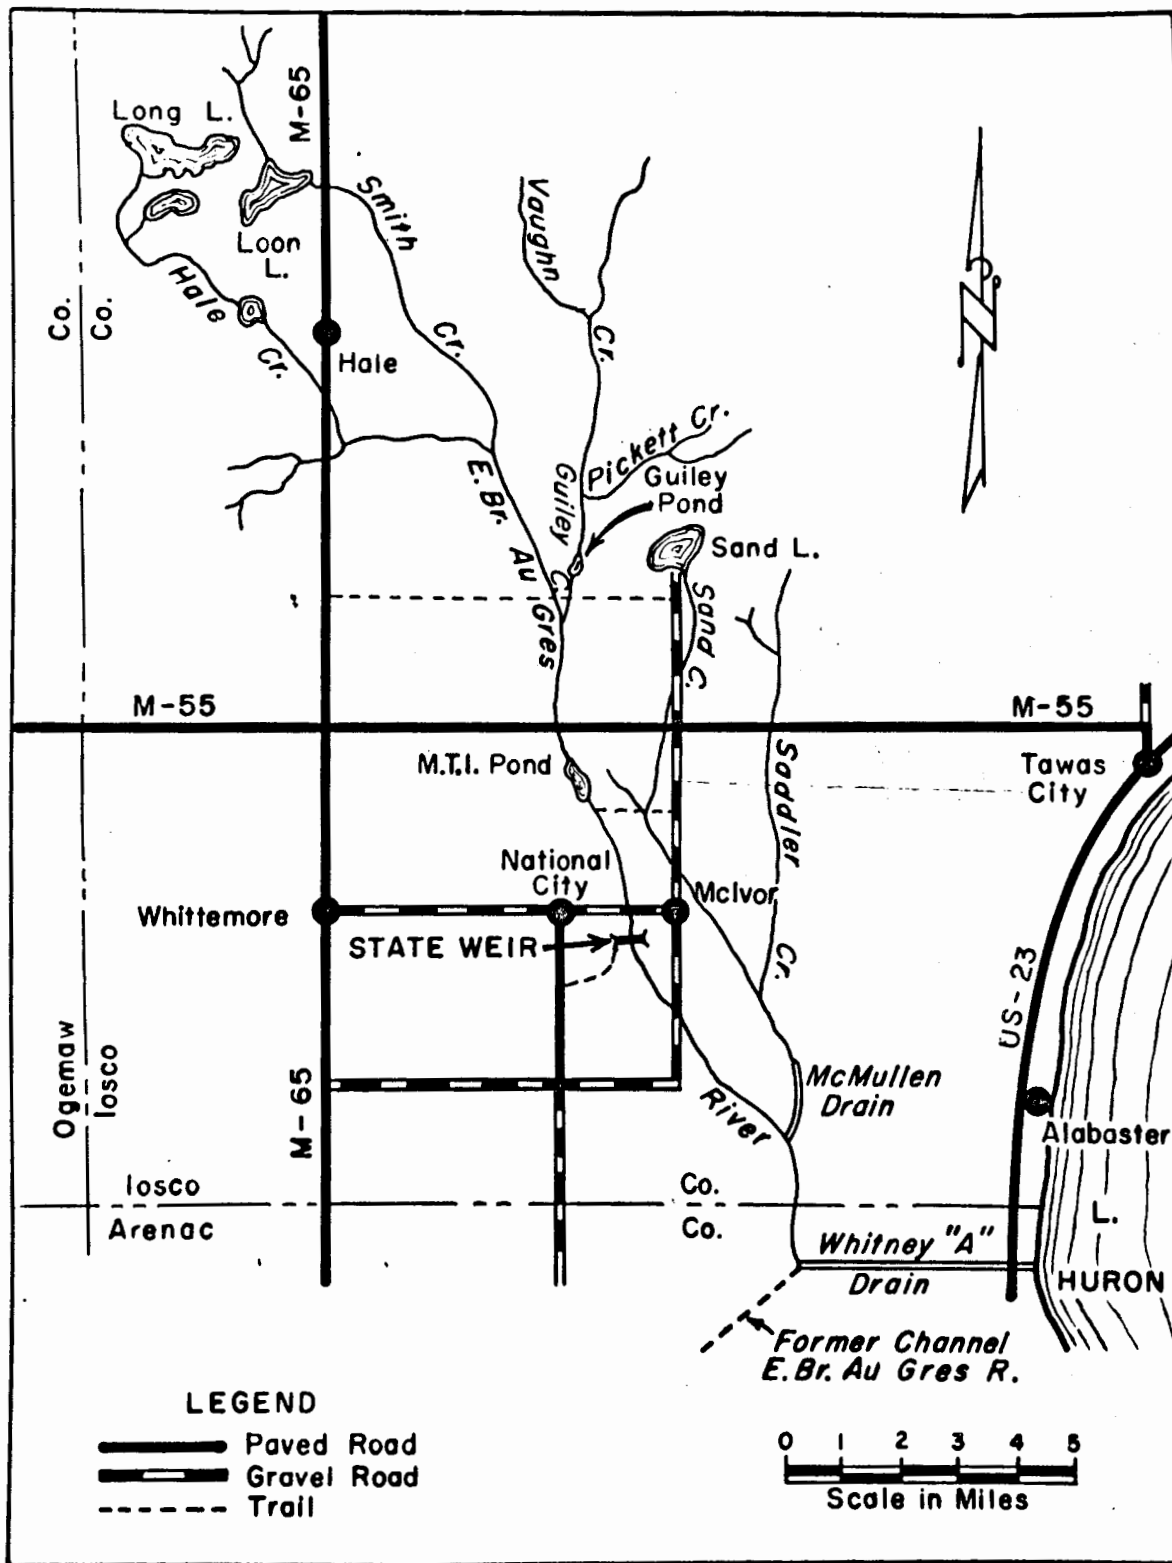 M-65
Long L.
Loon
L.
Smith
Cr.
Vaughn
Cr.
Hale
Cr.
Co.
Co.
Hale
N
Pickett Cr.
Guiley
Pond
Guiley
C.
E. Br. Au Gres
Sand L.
Sand C.
M-55
M-55
M.T.I. Pond
Saddler
Cr.
Tawas
City
National
City
McIvor
Whittemore
STATE WEIR
US-23
Ogemaw
Iosco
M-65
River
McMullen
Drain
Alabaster
Iosco
Co.
Arenac
Co.
L.
HURON
Whitney "A"
Drain
Former Channel
E. Br. Au Gres R.
LEGEND
Paved Road
Gravel Road
Trail
0 1 2 3 4 5
Scale in Miles